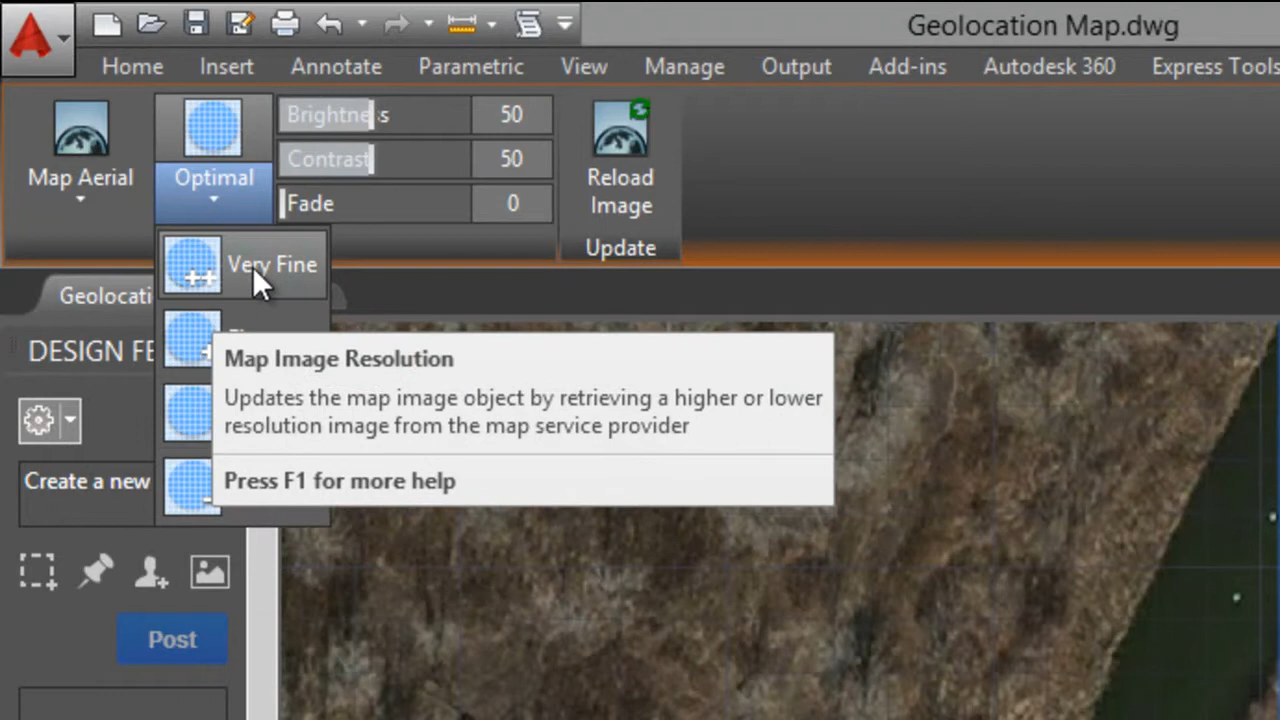 Geolocation Map.dwg
Home Insert Annotate Parametric View Manage Output Add-ins Autodesk 360 Express Tools
Map Aerial
Optimal
Brightness 50
Contrast 50
Fade 0
Reload
Image
Update
Very Fine
Geolocati
DESIGN FE
Map Image Resolution
Updates the map image object by retrieving a higher or lower
resolution image from the map service provider
Press F1 for more help
Create a new
Post